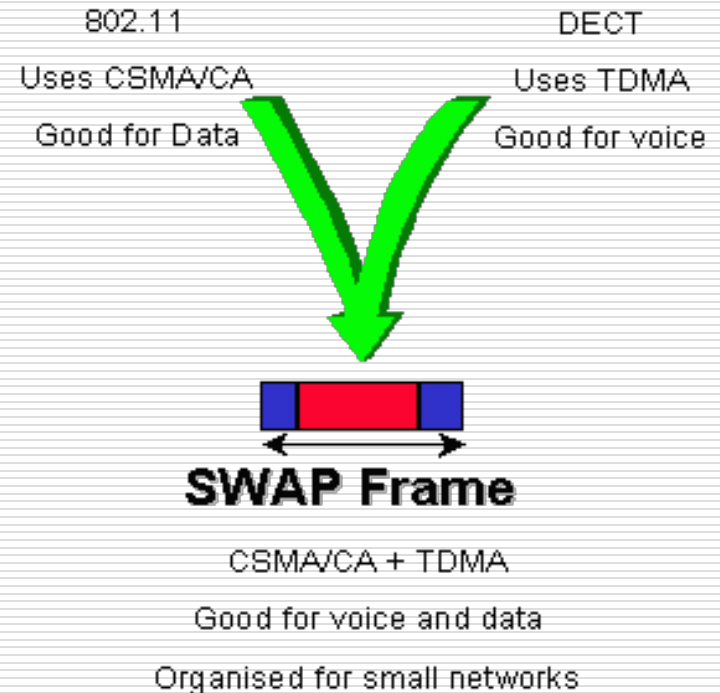 802.11
Uses CSMA/CA
Good for Data
DECT
Uses TDMA
Good for voice
SWAP Frame
CSMA/CA + TDMA
Good for voice and data
Organised for small networks